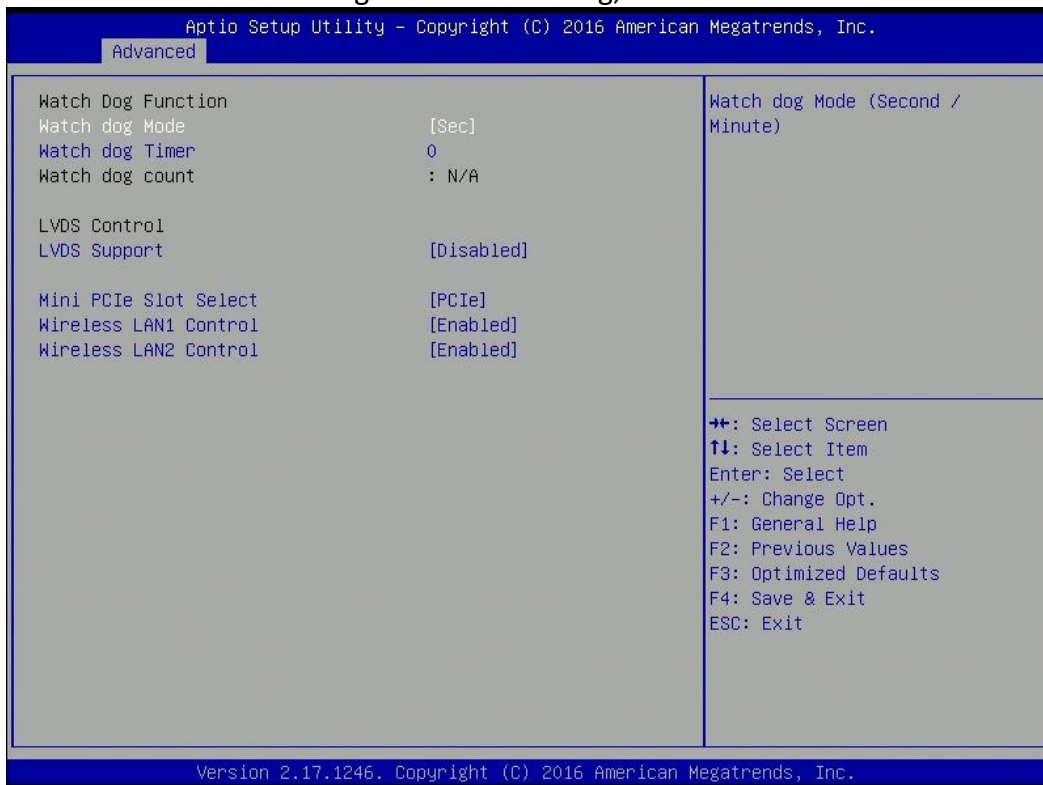 Aptio Setup Utility – Copyright (C) 2016 American Megatrends, Inc.
Advanced
Watch Dog Function
Watch dog Mode [Sec]
Watch dog Timer 0
Watch dog count : N/A
LVDS Control
LVDS Support [Disabled]
Mini PCIe Slot Select [PCIe]
Wireless LAN1 Control [Enabled]
Wireless LAN2 Control [Enabled]
Watch dog Mode (Second /
Minute)
→←: Select Screen
↑↓: Select Item
Enter: Select
+/-: Change Opt.
F1: General Help
F2: Previous Values
F3: Optimized Defaults
F4: Save & Exit
ESC: Exit
Version 2.17.1246. Copyright (C) 2016 American Megatrends, Inc.